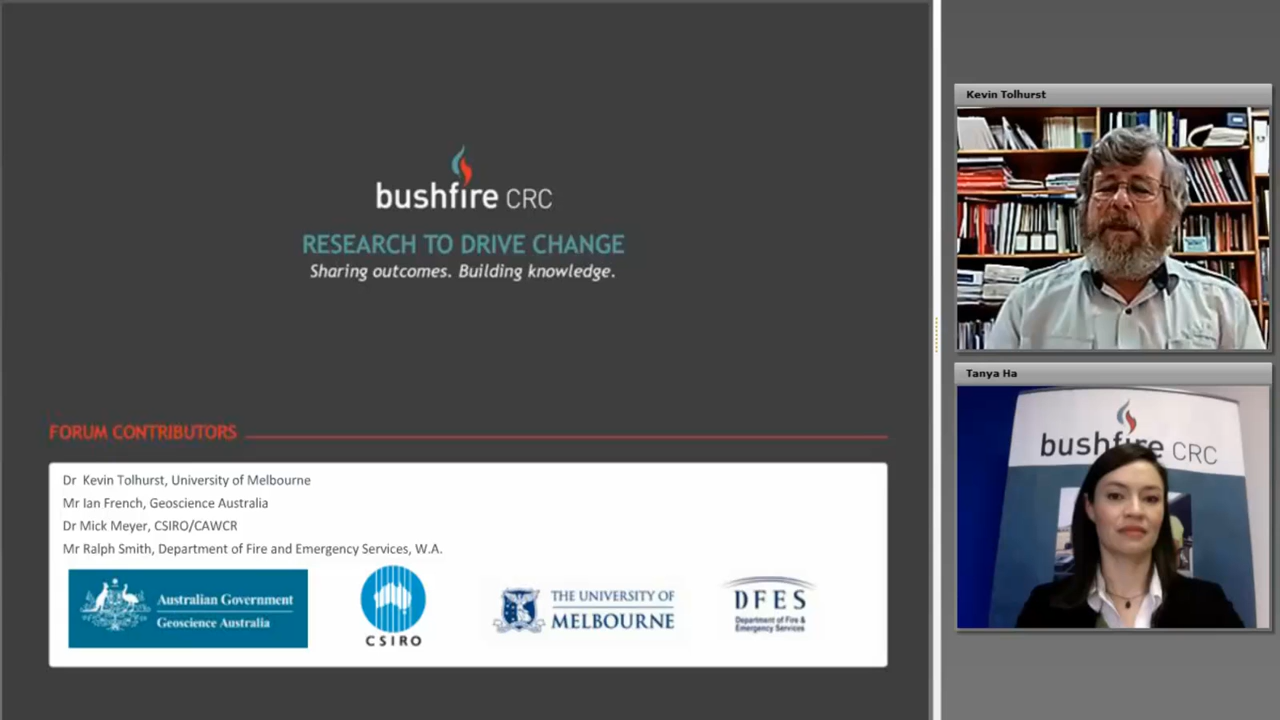 bushfire CRC
RESEARCH TO DRIVE CHANGE
Sharing outcomes. Building knowledge.
FORUM CONTRIBUTORS
Dr Kevin Tolhurst, University of Melbourne
Mr Ian French, Geoscience Australia
Dr Mick Meyer, CSIRO/CAWCR
Mr Ralph Smith, Department of Fire and Emergency Services, W.A.
Australian Government
Geoscience Australia
CSIRO
THE UNIVERSITY OF
MELBOURNE
DFES
Department of Fire &
Emergency Services
Kevin Tolhurst
Tanya Ha
bushfire CRC